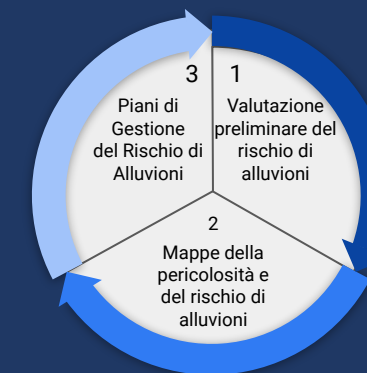 1
Valutazione
preliminare del
rischio di
alluvioni
2
Mappe della
pericolosità e
del rischio di
alluvioni
3
Piani di
Gestione
del Rischio di
Alluvioni